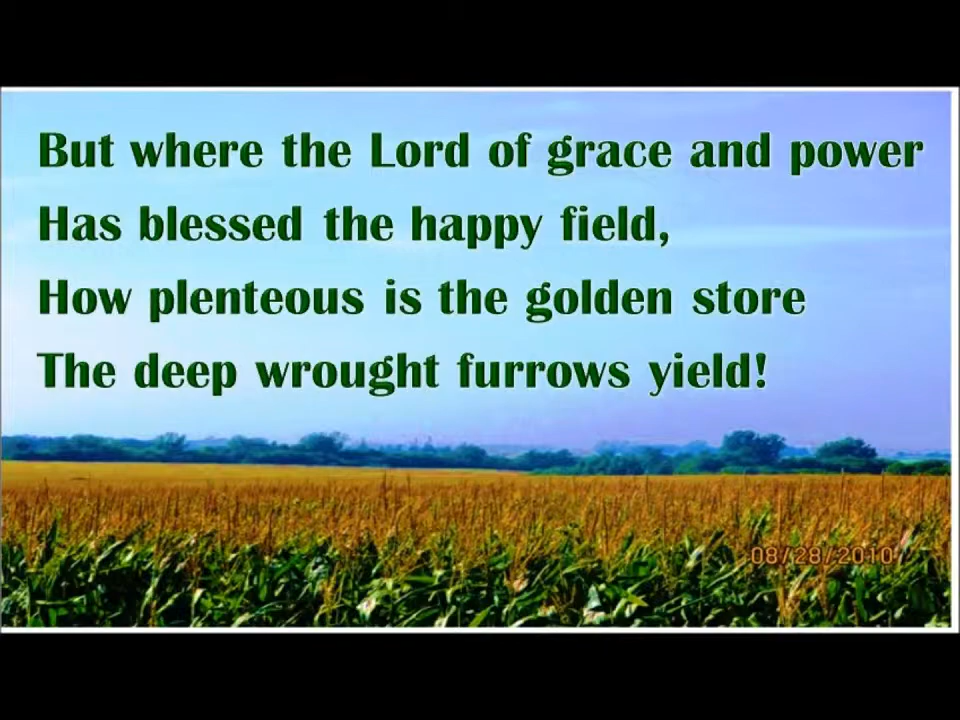 But where the Lord of grace and power
Has blessed the happy field,
How plenteous is the golden store
The deep wrought furrows yield!
08/28/2010